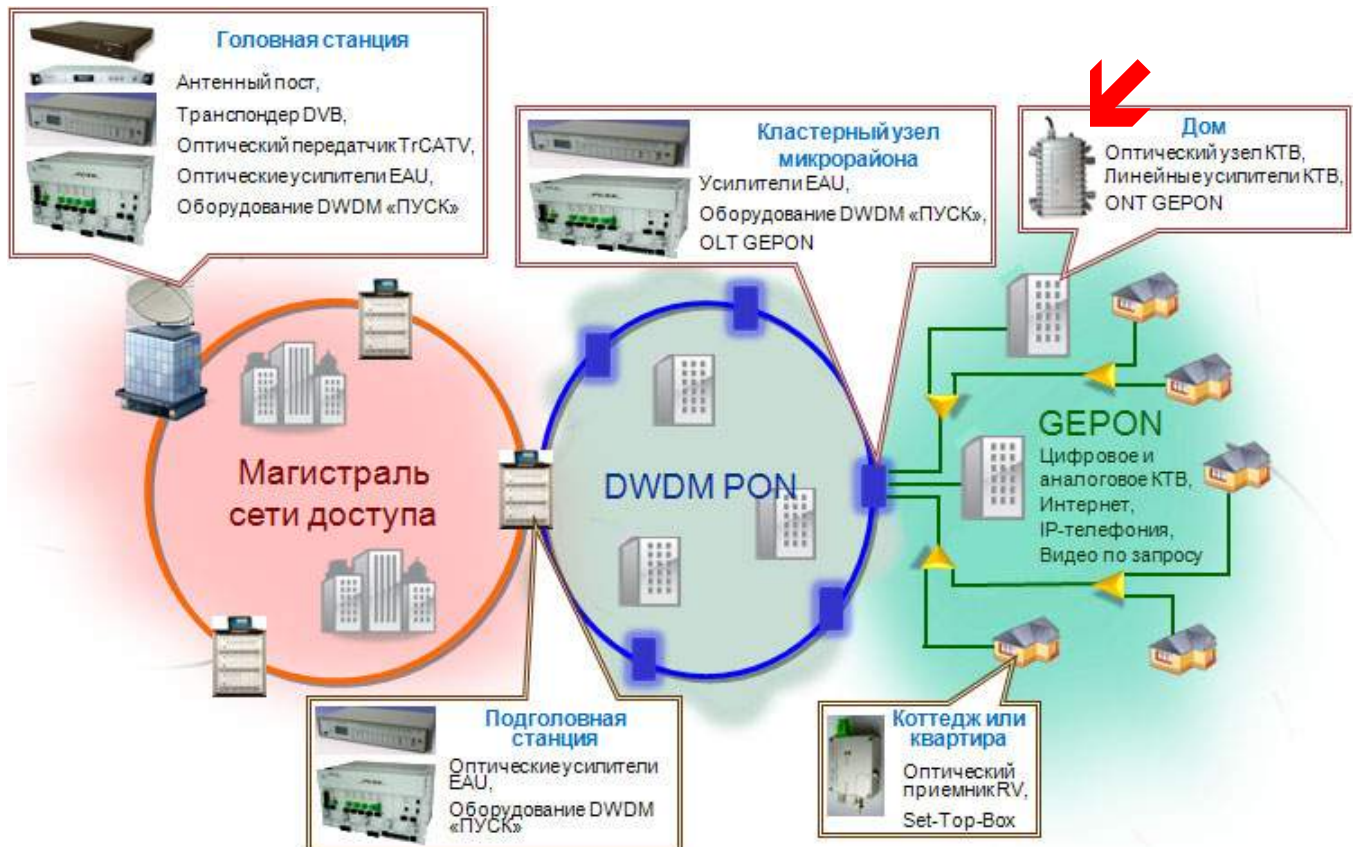 Головная станция
Антенный пост,
Транспондер DVB,
Оптический передатчик TrCATV,
Оптические усилители EAU,
Оборудование DWDM «ПУСК»
Кластерный узел
микрорайона
Усилители EAU,
Оборудование DWDM «ПУСК»,
OLT GEPON
Дом
Оптический узел КТВ,
Линейные усилители КТВ,
ONT GEPON
Магистраль
сети доступа
DWDM PON
GEPON
Цифровое и
аналоговое КТВ,
Интернет,
IP-телефония,
Видео по запросу
Подголовная
станция
Оптические усилители
EAU,
Оборудование DWDM
«ПУСК»
Коттедж или
квартира
Оптический
приемник RV,
Set-Top-Box